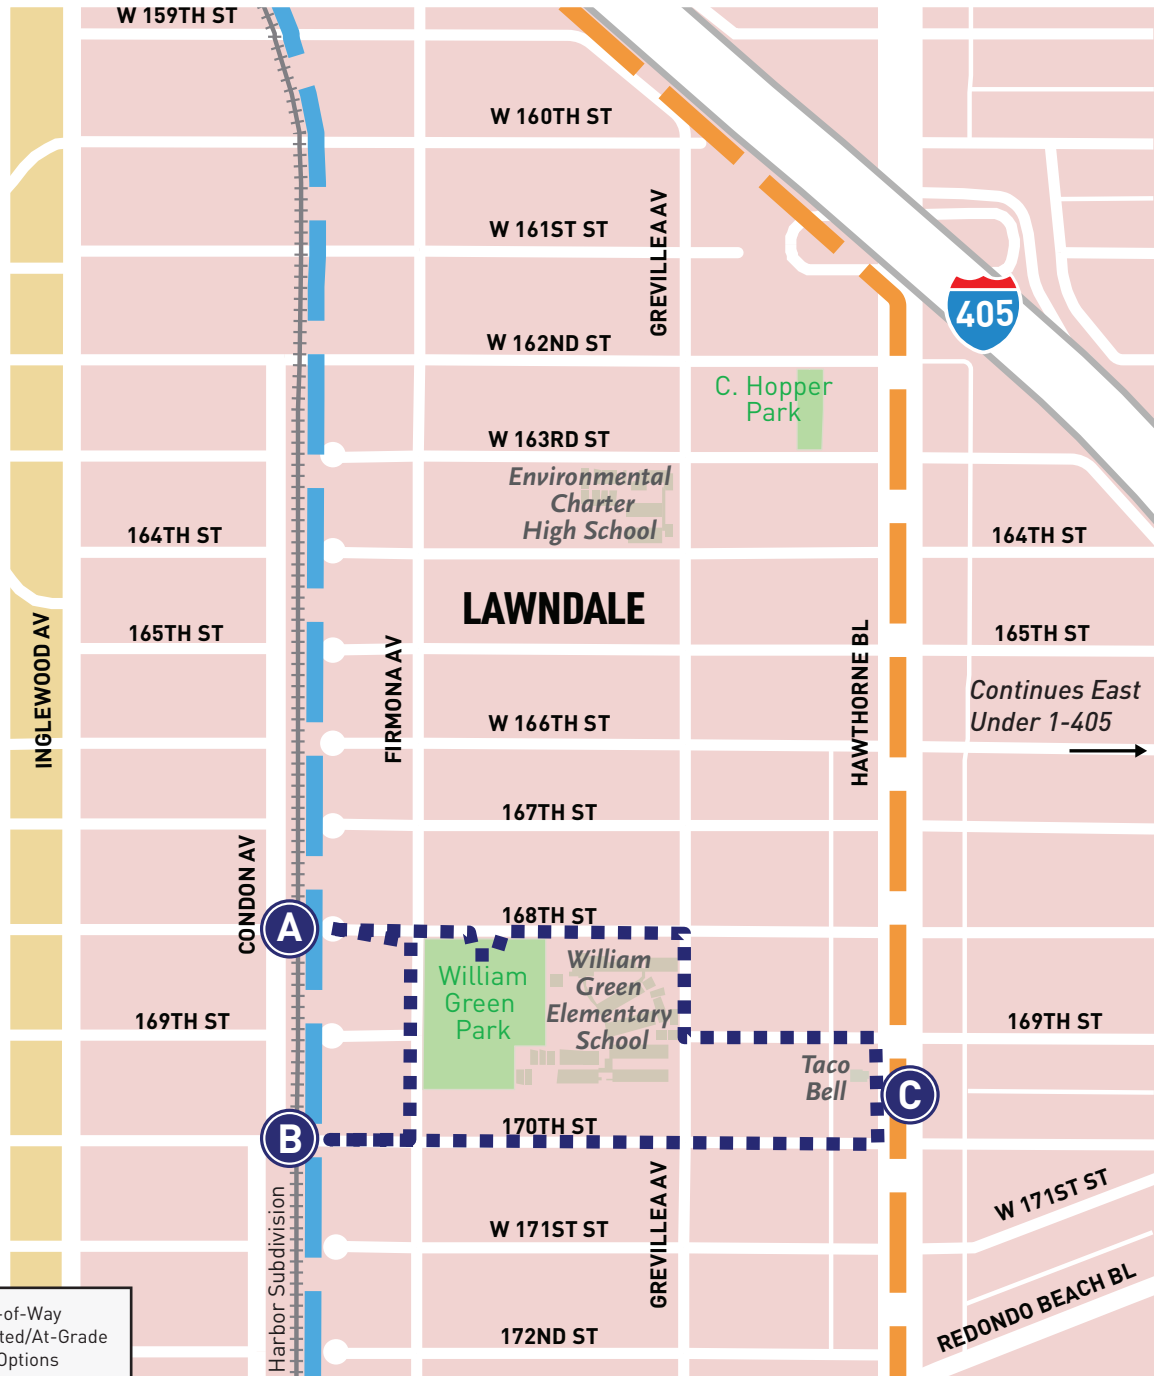 W 159TH ST
W 160TH ST
GREVILLEA AV
W 161ST ST
405
W 162ND ST
C. Hopper
Park
W 163RD ST
Environmental
Charter
High School
164TH ST
164TH ST
LAWNDALE
INGLEWOOD AV
165TH ST
FIRMONA AV
HAWTHORNE BL
165TH ST
Continues East
Under 1-405
W 166TH ST
167TH ST
CONDON AV
A
168TH ST
William
Green
Park
William
Green
Elementary
School
169TH ST
169TH ST
Taco
Bell
C
B
170TH ST
Harbor Subdivision
GREVILLEA AV
W 171ST ST
W 171ST ST
REDONDO BEACH BL
172ND ST
-of-Way
ted/At-Grade
Options